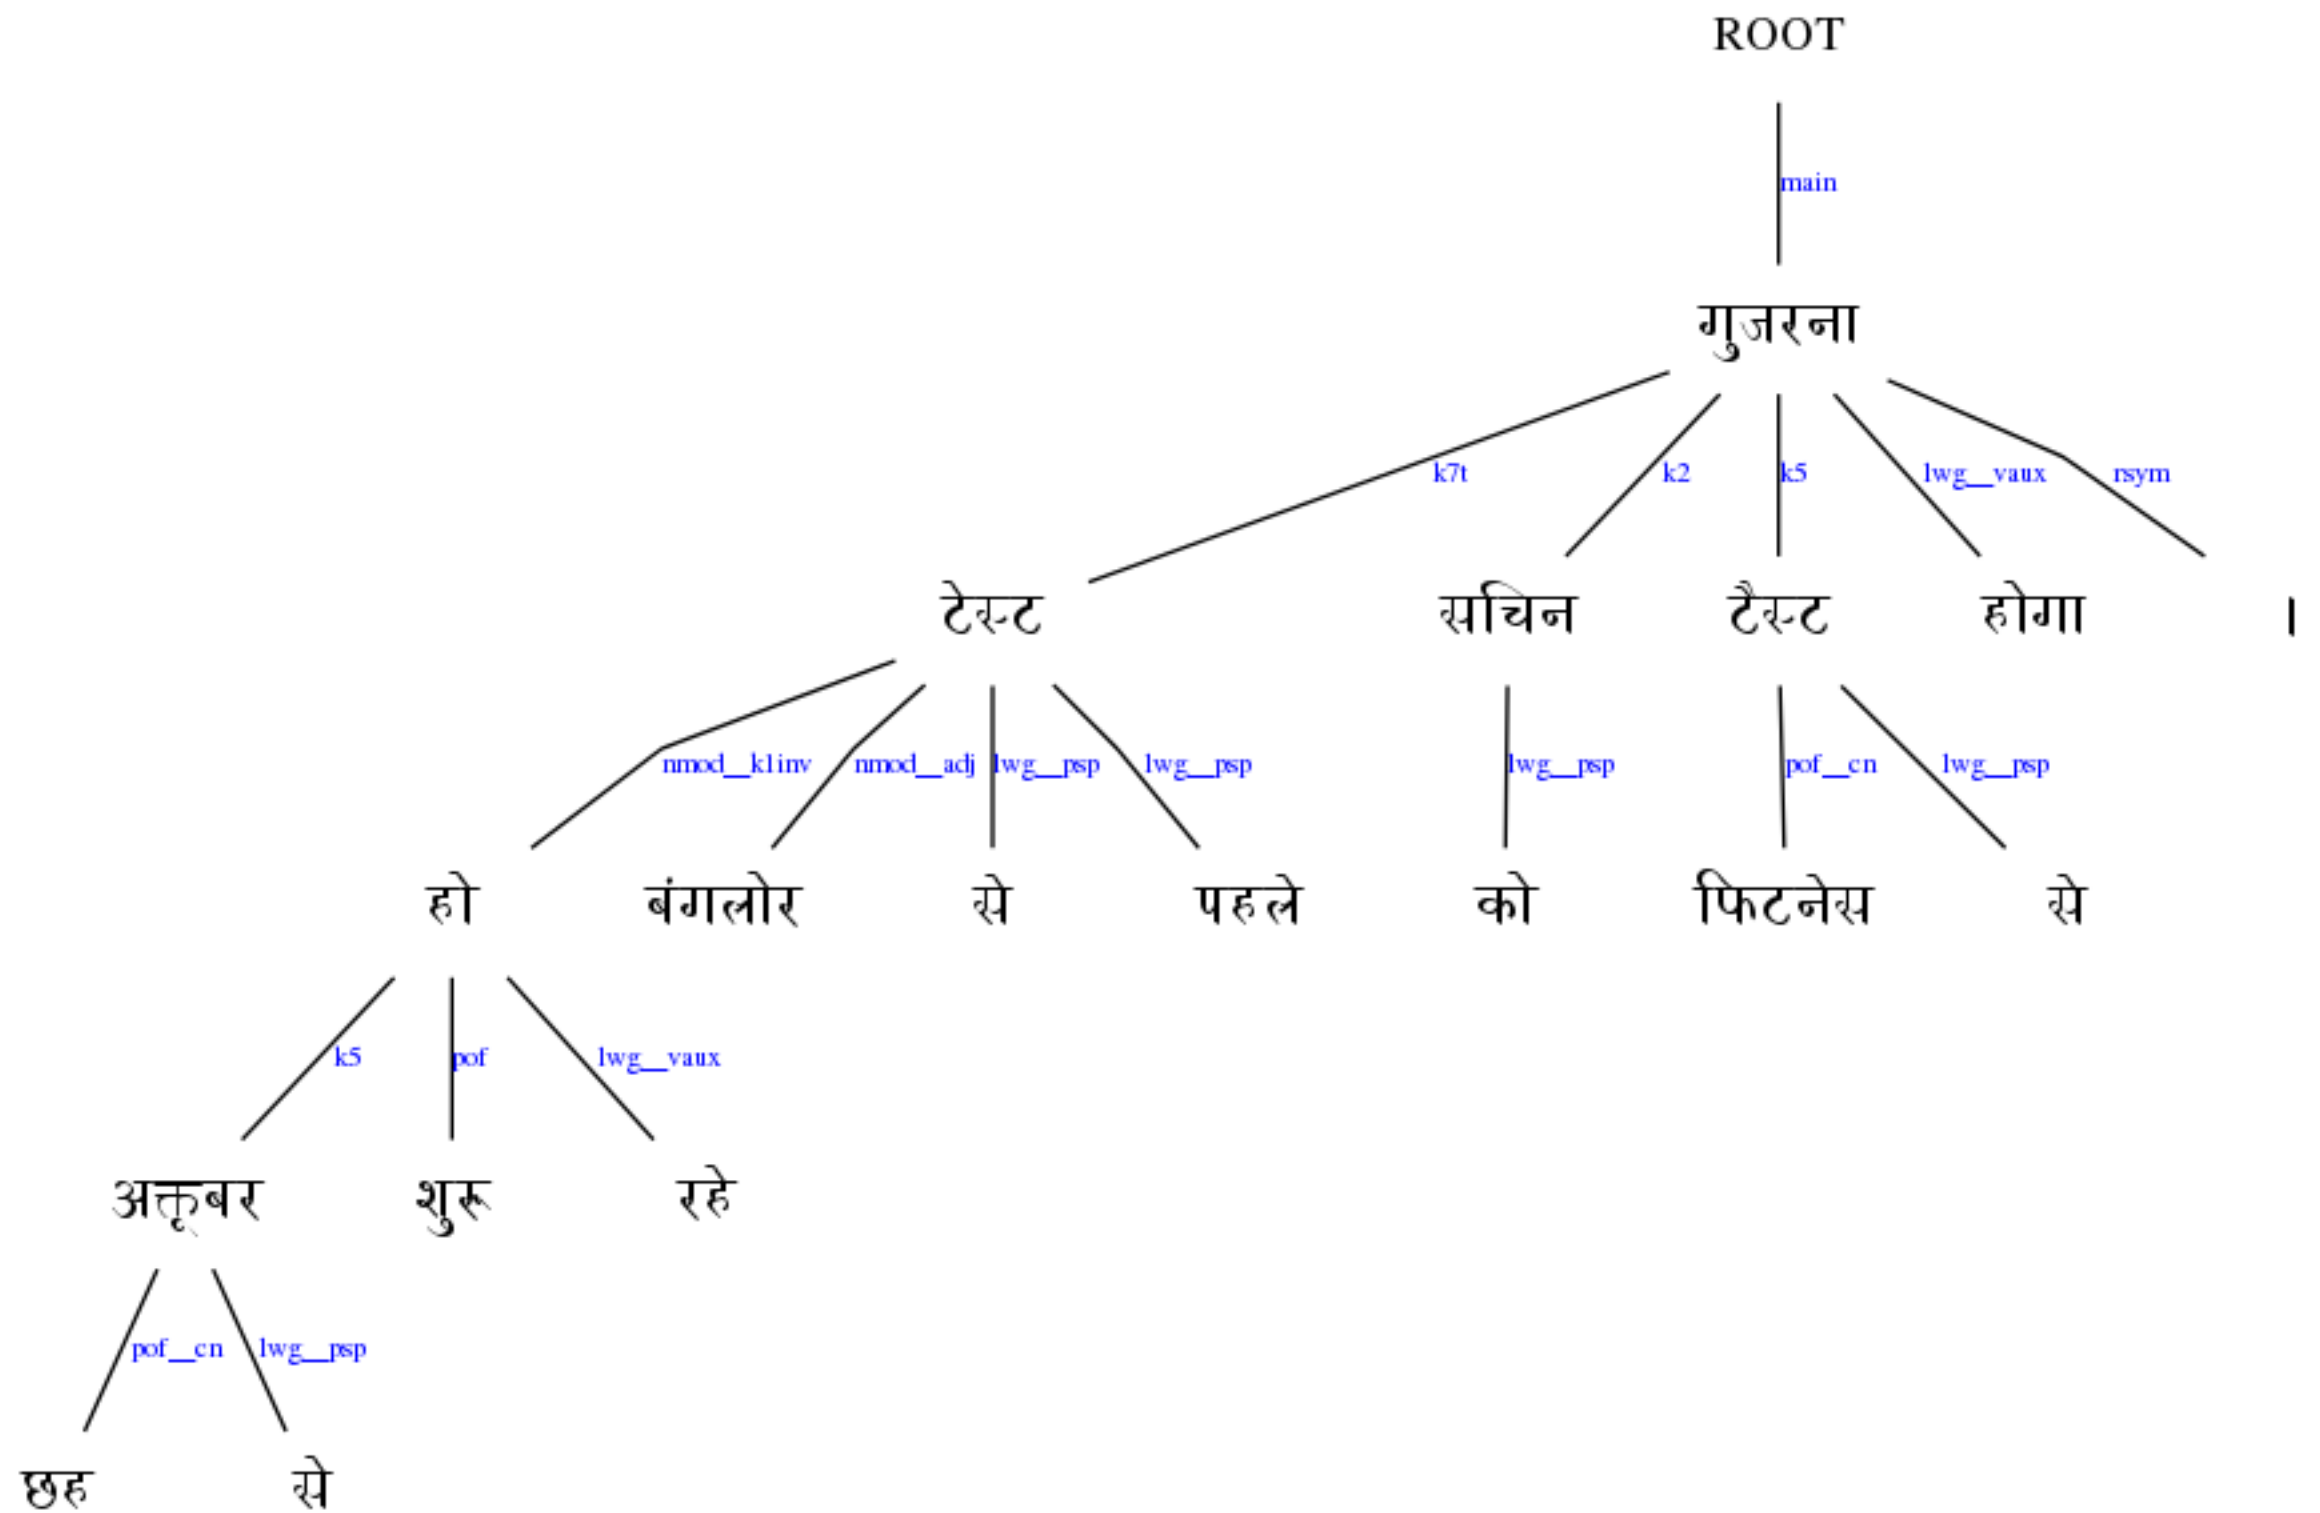 ROOT
main
गुजरना
k7t k2 k5 lwg__vaux rsym
टेस्ट सचिन टैस्ट होगा ।
nmod__k1inv nmod__adj lwg__psp lwg__psp lwg__psp pof__cn lwg__psp
हो बंगलोर से पहले को फिटनेस से
k5 pof lwg__vaux
अक्तूबर शुरू रहे
pof__cn lwg__psp
छह से